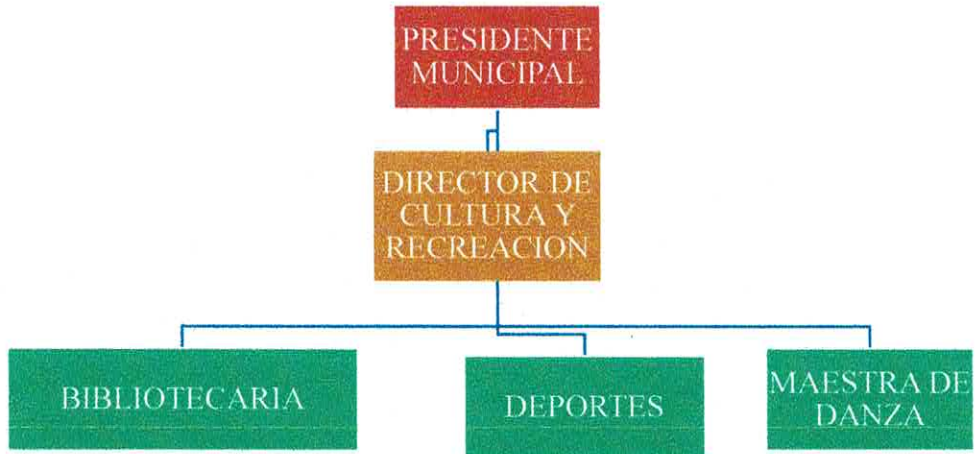 PRESIDENTE
MUNICIPAL
DIRECTOR DE
CULTURA Y
RECREACION
BIBLIOTECARIA
DEPORTES
MAESTRA DE
DANZA